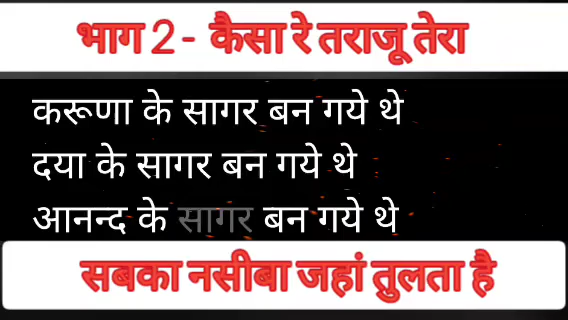 भाग 2 - कैसा रे तराजू तेरा
करूणा के सागर बन गये थे
दया के सागर बन गये थे
आनन्द के सागर बन गये थे
सबका नसीबा जहां तुलता है